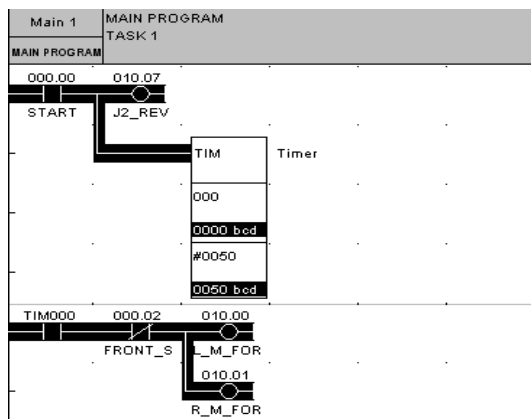 Main 1 MAIN PROGRAM
TASK 1
MAIN PROGRAM
000.00 010.07
START J2_REV
TIM Timer
000
0000 bcd
#0050
0050 bcd
TIM000 000.02 010.00
FRONT_S L_M_FOR
010.01
R_M_FOR